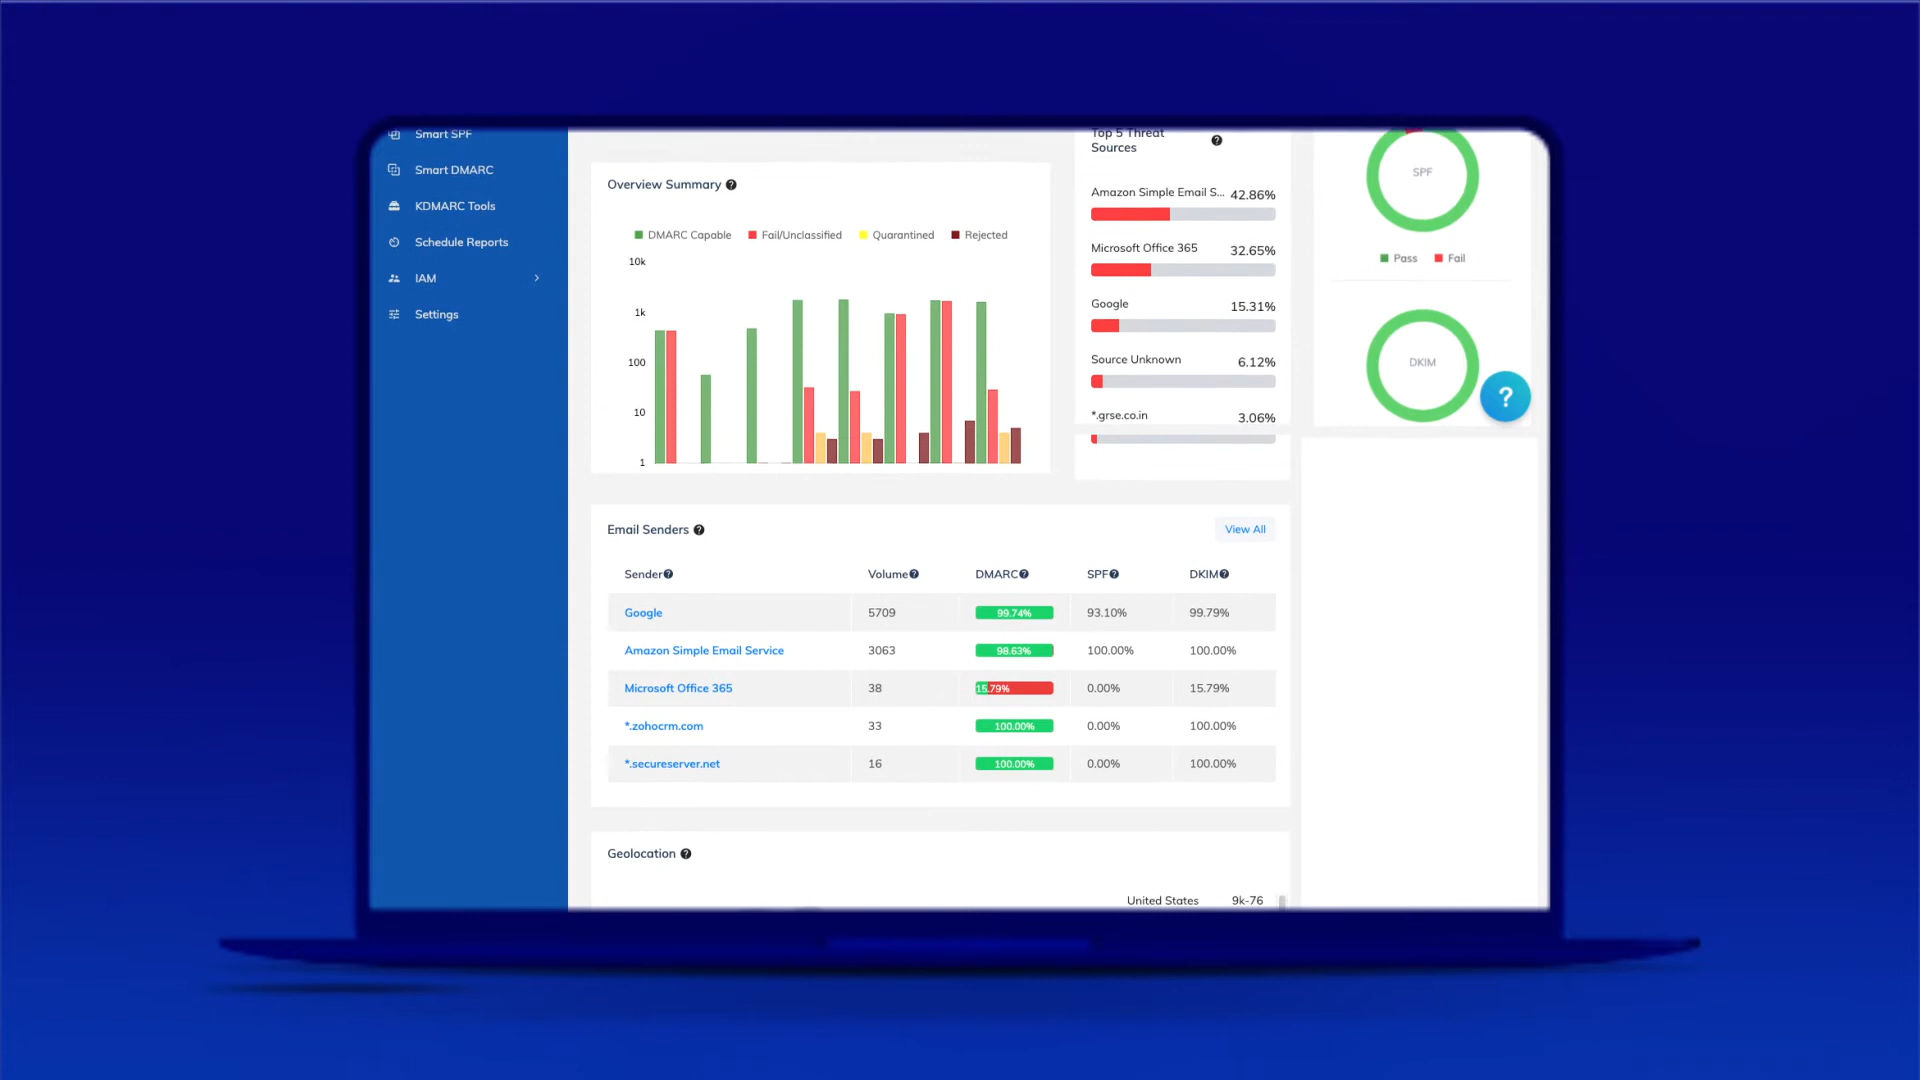 Smart SPF
Smart DMARC
KDMARC Tools
Schedule Reports
IAM
Settings
Overview Summary ?
DMARC Capable Fail/Unclassified Quarantined Rejected
10k
1k
100
10
1
Top 5 Threat
Sources ?
Amazon Simple Email S... 42.86%
Microsoft Office 365 32.65%
Google 15.31%
Source Unknown 6.12%
*.grse.co.in 3.06%
SPF
Pass Fail
DKIM
?
Email Senders ? View All
Sender? Volume? DMARC? SPF? DKIM?
Google 5709 99.74% 93.10% 99.79%
Amazon Simple Email Service 3063 98.63% 100.00% 100.00%
Microsoft Office 365 38 15.79% 0.00% 15.79%
*.zohocrm.com 33 100.00% 0.00% 100.00%
*.secureserver.net 16 100.00% 0.00% 100.00%
Geolocation ?
United States 9k-76